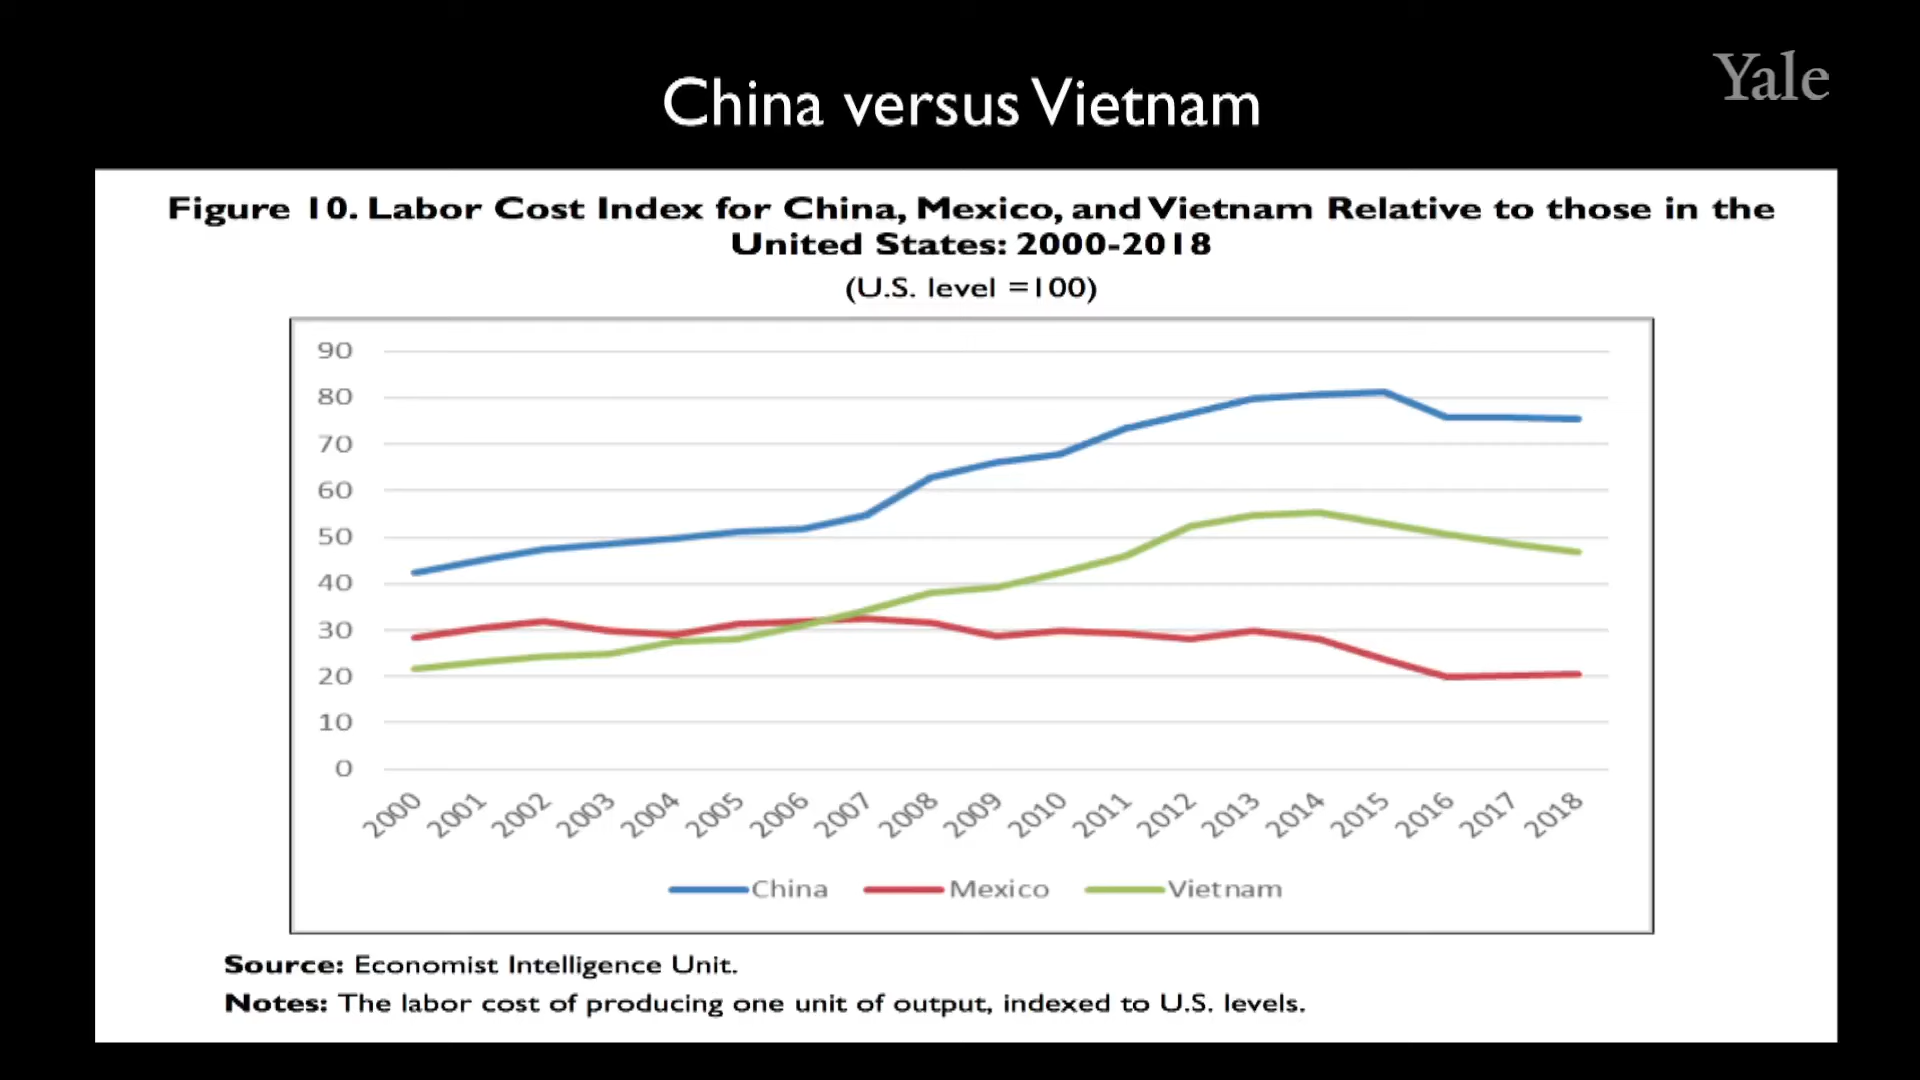 Yale
China versus Vietnam
Figure 10. Labor Cost Index for China, Mexico, and Vietnam Relative to those in the
United States: 2000-2018
(U.S. level =100)
90
80
70
60
50
40
30
20
10
0
2000 2001 2002 2003 2004 2005 2006 2007 2008 2009 2010 2011 2012 2013 2014 2015 2016 2017 2018
China Mexico Vietnam
Source: Economist Intelligence Unit.
Notes: The labor cost of producing one unit of output, indexed to U.S. levels.